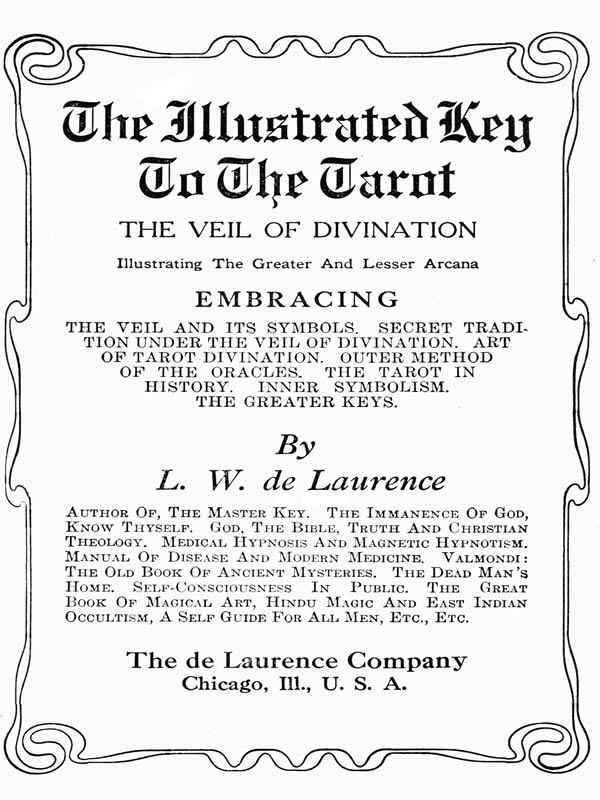 The Illustrated Key
To The Tarot
THE VEIL OF DIVINATION
Illustrating The Greater And Lesser Arcana
EMBRACING
THE VEIL AND ITS SYMBOLS. SECRET TRADI-
TION UNDER THE VEIL OF DIVINATION. ART
OF TAROT DIVINATION. OUTER METHOD
OF THE ORACLES. THE TAROT IN
HISTORY. INNER SYMBOLISM.
THE GREATER KEYS.
By
L. W. de Laurence
AUTHOR OF, THE MASTER KEY. THE IMMANENCE OF GOD,
KNOW THYSELF. GOD, THE BIBLE, TRUTH AND CHRISTIAN
THEOLOGY. MEDICAL HYPNOSIS AND MAGNETIC HYPNOTISM.
MANUAL OF DISEASE AND MODERN MEDICINE. VALMONDI:
THE OLD BOOK OF ANCIENT MYSTERIES. THE DEAD MAN'S
HOME. SELF-CONSCIOUSNESS IN PUBLIC. THE GREAT
BOOK OF MAGICAL ART, HINDU MAGIC AND EAST INDIAN
OCCULTISM, A SELF GUIDE FOR ALL MEN, ETC., ETC.
The de Laurence Company
Chicago, Ill., U. S. A.